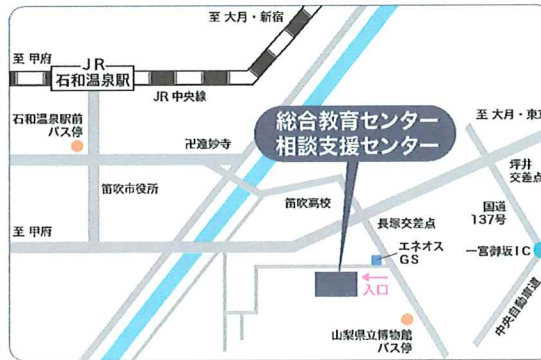 至 大月・新宿
至 甲府
JR
石和温泉駅
JR 中央線
石和温泉駅前
バス停
卍遠妙寺
総合教育センター
相談支援センター
至 大月・東京
坪井
交差点
笛吹市役所
笛吹高校
国道
137号
長塚交差点
至 甲府
エネオス
GS
一宮御坂IC
入口
中央自動車道
山梨県立博物館
バス停